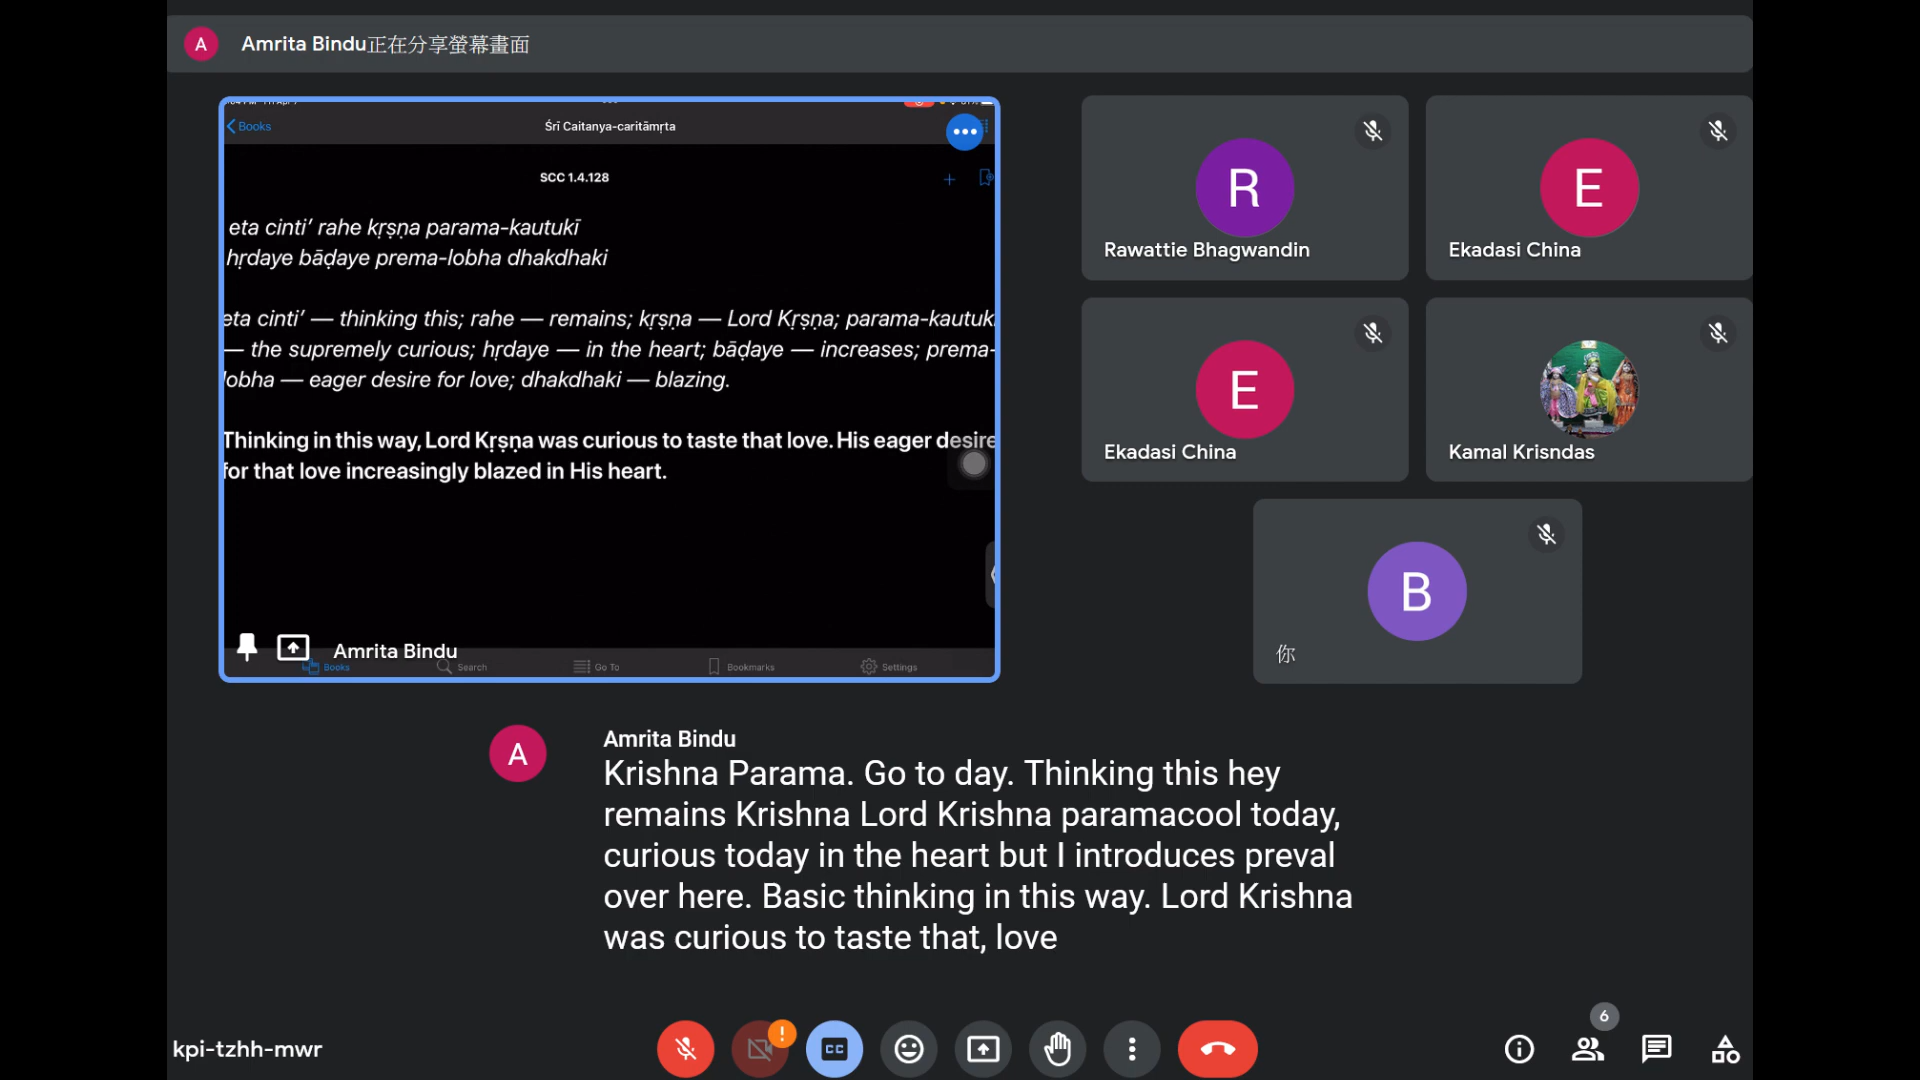 A Amrita Bindu正在分享螢幕畫面
Books Śrī Caitanya-caritāmṛta
SCC 1.4.128
eta cinti’ rahe kṛṣṇa parama-kautukī
hṛdaye bāḍaye prema-lobha dhakdhaki
eta cinti’ — thinking this; rahe — remains; kṛṣṇa — Lord Kṛṣṇa; parama-kautuk
— the supremely curious; hṛdaye — in the heart; bāḍaye — increases; prema-
lobha — eager desire for love; dhakdhaki — blazing.
Thinking in this way, Lord Kṛṣṇa was curious to taste that love. His eager desire
for that love increasingly blazed in His heart.
Amrita Bindu
Books Search Go To Bookmarks Settings
R E
Rawattie Bhagwandin Ekadasi China
E
Ekadasi China Kamal Krisndas
B
你
A Amrita Bindu
Krishna Parama. Go to day. Thinking this hey
remains Krishna Lord Krishna paramacool today,
curious today in the heart but I introduces preval
over here. Basic thinking in this way. Lord Krishna
was curious to taste that, love
6
kpi-tzhh-mwr ! CC